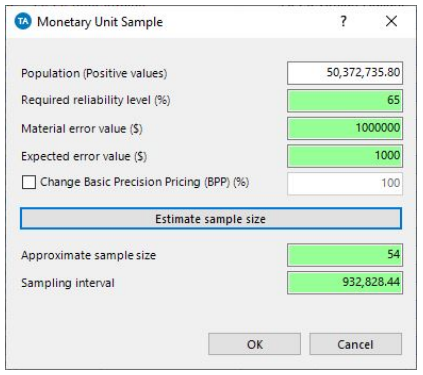 TA Monetary Unit Sample ? ×
Population (Positive values) 50,372,735.80
Required reliability level (%) 65
Material error value ($) 1000000
Expected error value ($) 1000
Change Basic Precision Pricing (BPP) (%) 100
Estimate sample size
Approximate sample size 54
Sampling interval 932,828.44
OK Cancel